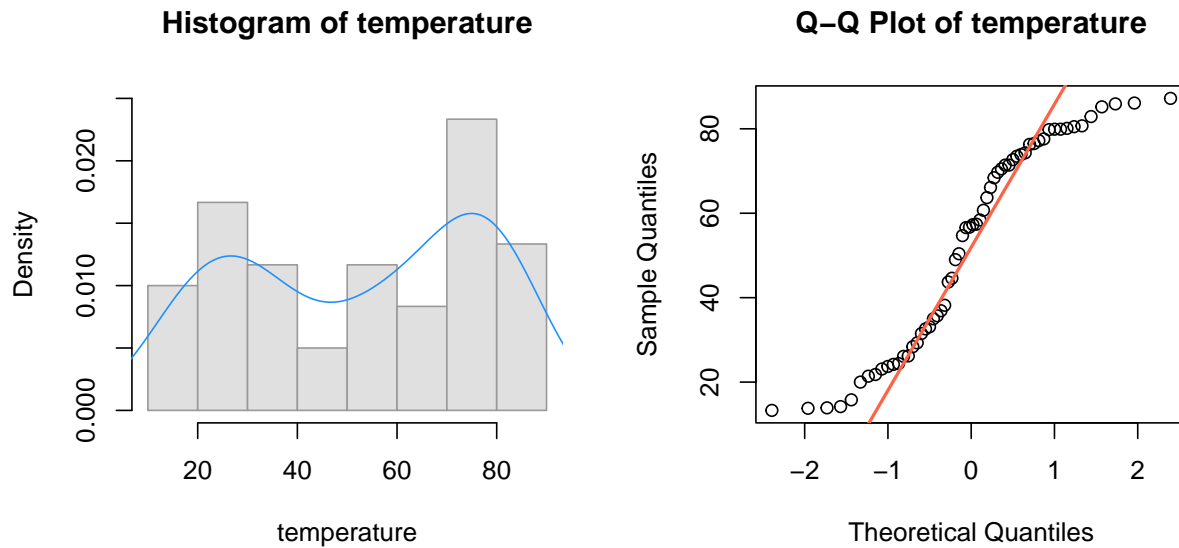 Histogram of temperature
Density
0.000
0.010
0.020
20
40
60
80
temperature
Q−Q Plot of temperature
Sample Quantiles
20
40
60
80
−2
−1
0
1
2
Theoretical Quantiles